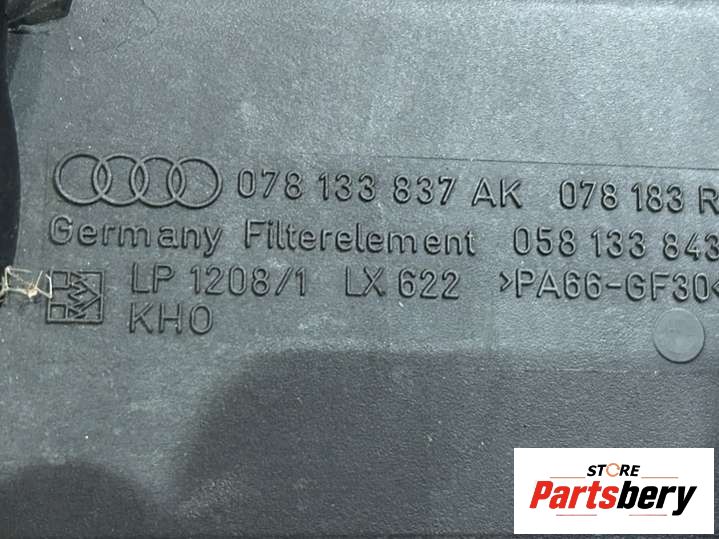 078 133 837 AK 078 183 R
Germany Filterelement 058 133 843
LP 1208/1 LX 622 >PA66-GF30<
KHO
STORE
Partsbery